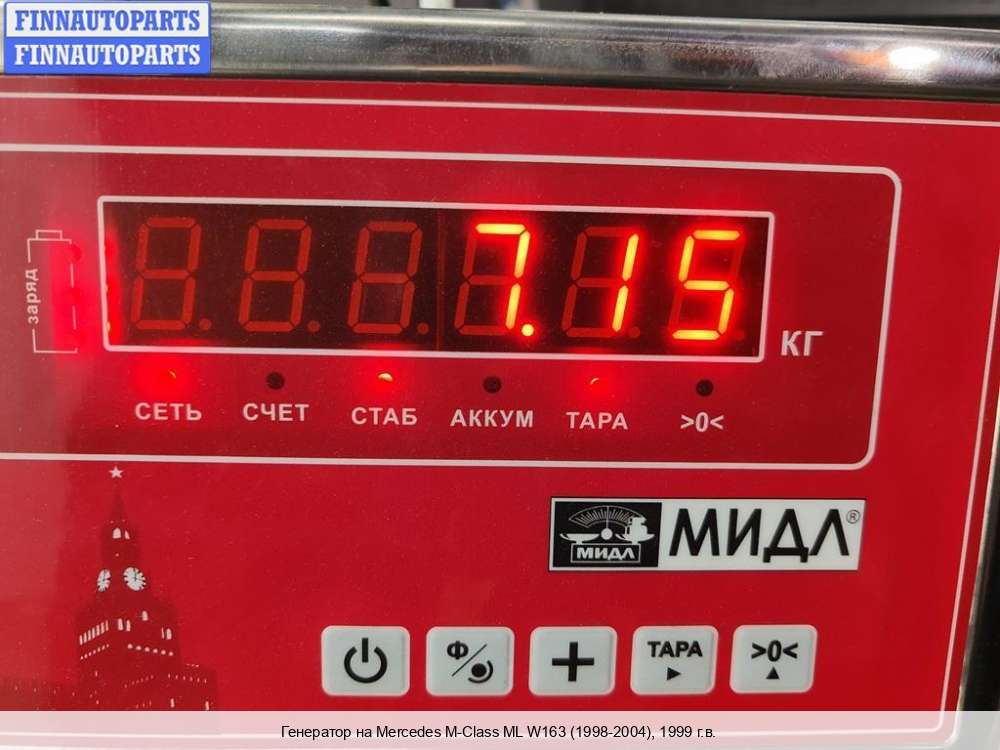 FINNAUTOPARTS
FINNAUTOPARTS
заряд
7.15
КГ
СЕТЬ СЧЕТ СТАБ АККУМ ТАРА >0<
МИДЛ МИДЛ®
Ф ТАРА >0<
Генератор на Mercedes M-Class ML W163 (1998-2004), 1999 г.в.